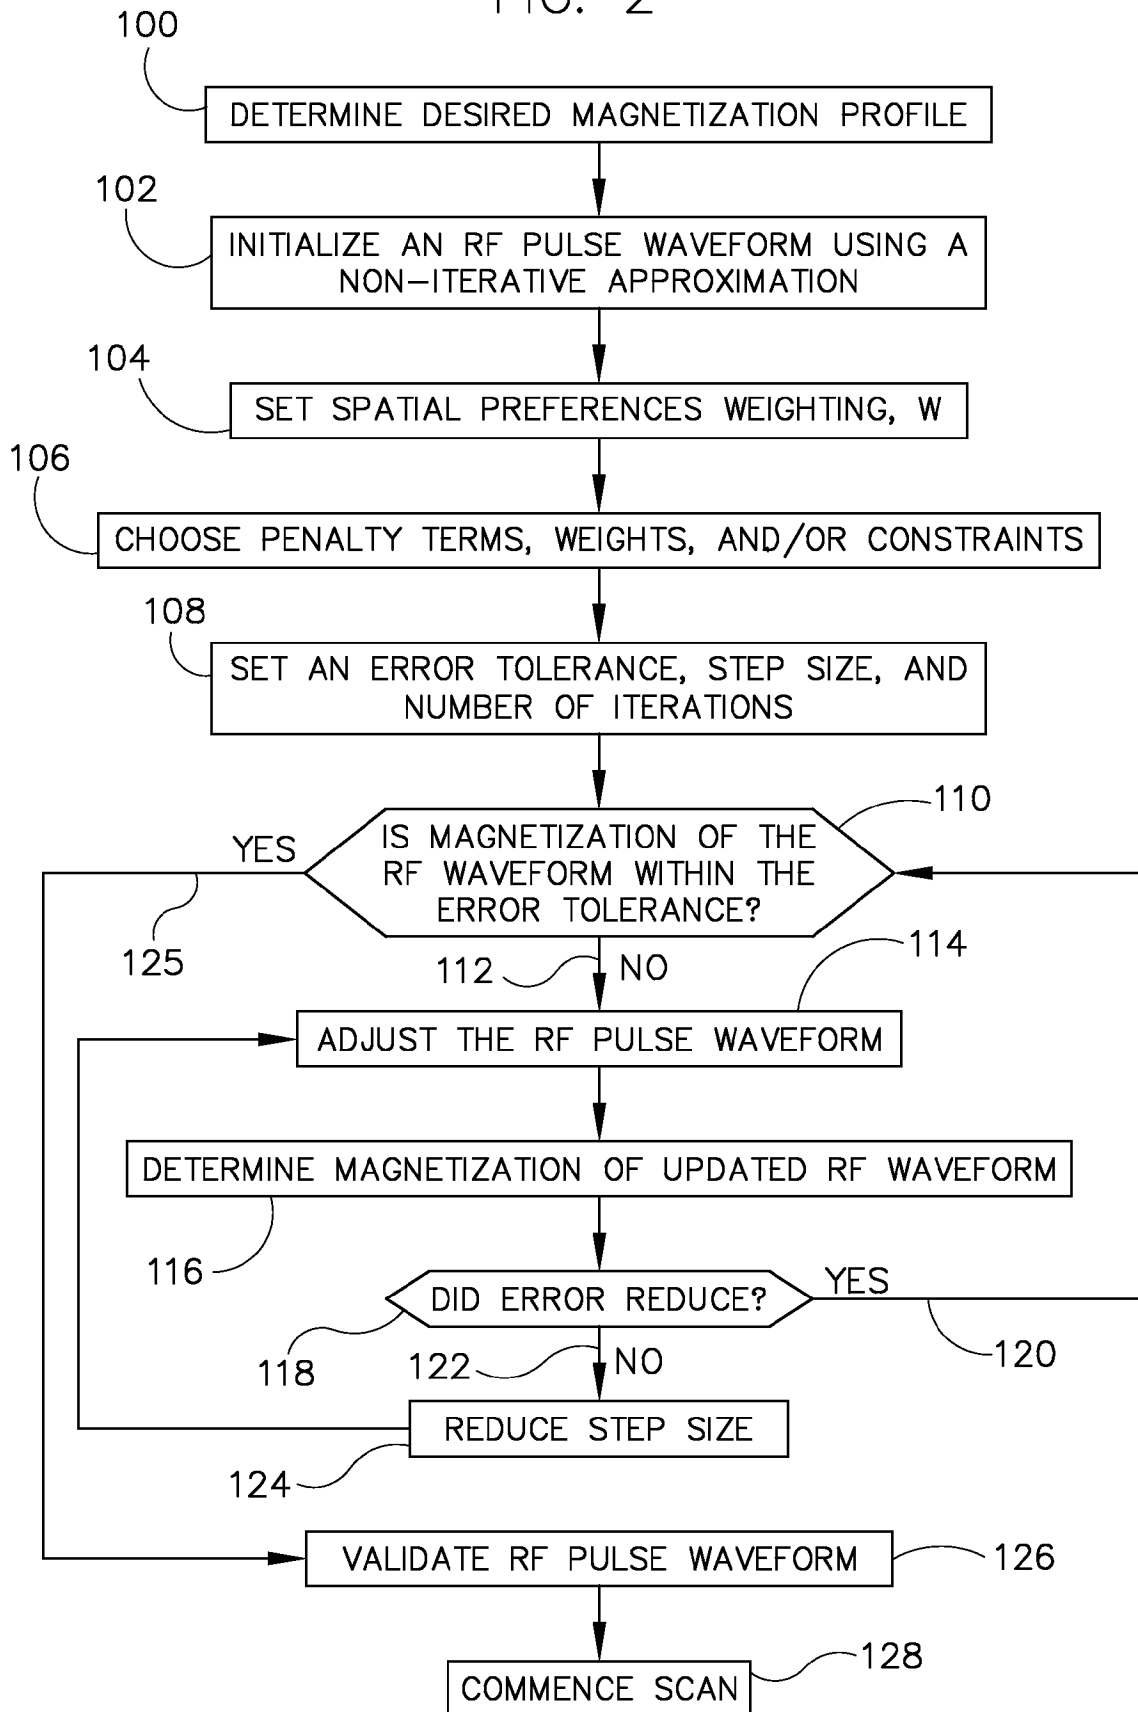 FIG. 2
100
DETERMINE DESIRED MAGNETIZATION PROFILE
102
INITIALIZE AN RF PULSE WAVEFORM USING A
NON-ITERATIVE APPROXIMATION
104
SET SPATIAL PREFERENCES WEIGHTING, W
106
CHOOSE PENALTY TERMS, WEIGHTS, AND/OR CONSTRAINTS
108
SET AN ERROR TOLERANCE, STEP SIZE, AND
NUMBER OF ITERATIONS
110
YES
IS MAGNETIZATION OF THE
RF WAVEFORM WITHIN THE
ERROR TOLERANCE?
125
112
NO
114
ADJUST THE RF PULSE WAVEFORM
DETERMINE MAGNETIZATION OF UPDATED RF WAVEFORM
116
DID ERROR REDUCE?
YES
118
122
NO
120
REDUCE STEP SIZE
124
VALIDATE RF PULSE WAVEFORM
126
128
COMMENCE SCAN